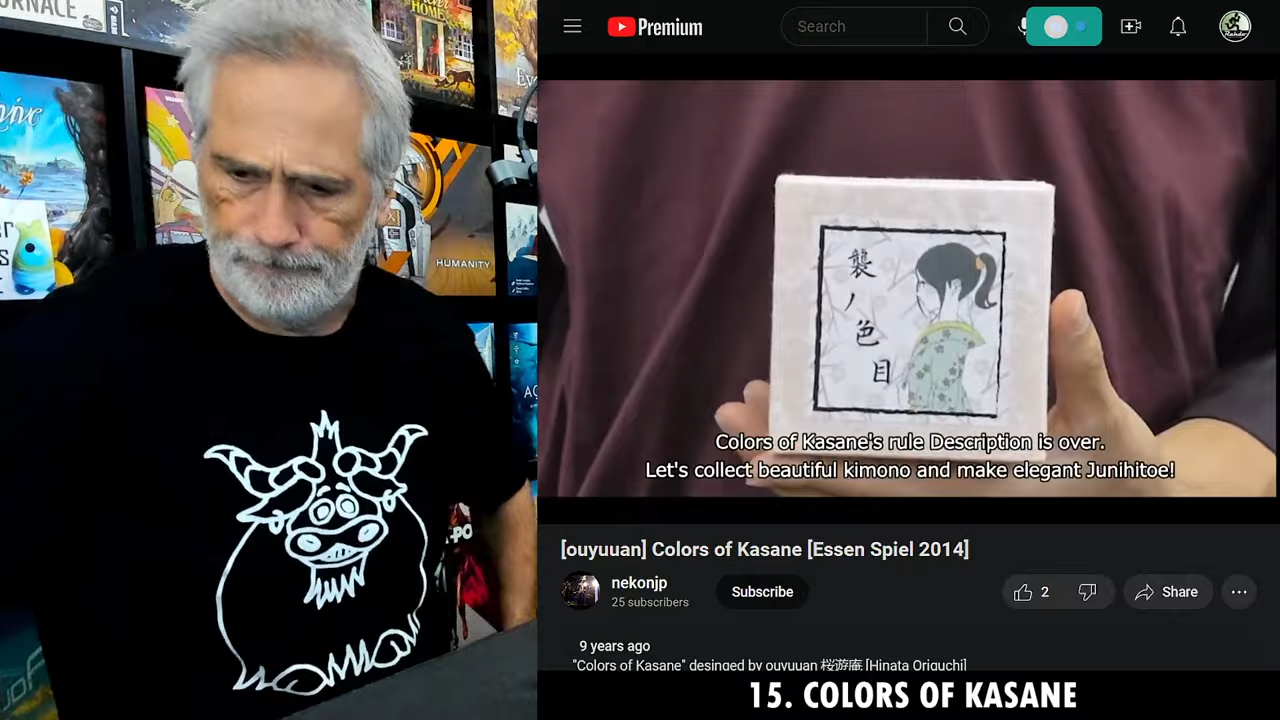 URNACE
HOME
HUMANITY
Premium
Search
襲ノ色目
Colors of Kasane's rule Description is over.
Let's collect beautiful kimono and make elegant Junihitoe!
[ouyuuan] Colors of Kasane [Essen Spiel 2014]
nekonjp
25 subscribers
Subscribe
2
Share
9 years ago
"Colors of Kasane" desinged by ouyuuan 桜遊庵 [Hinata Origuchi]
15. COLORS OF KASANE